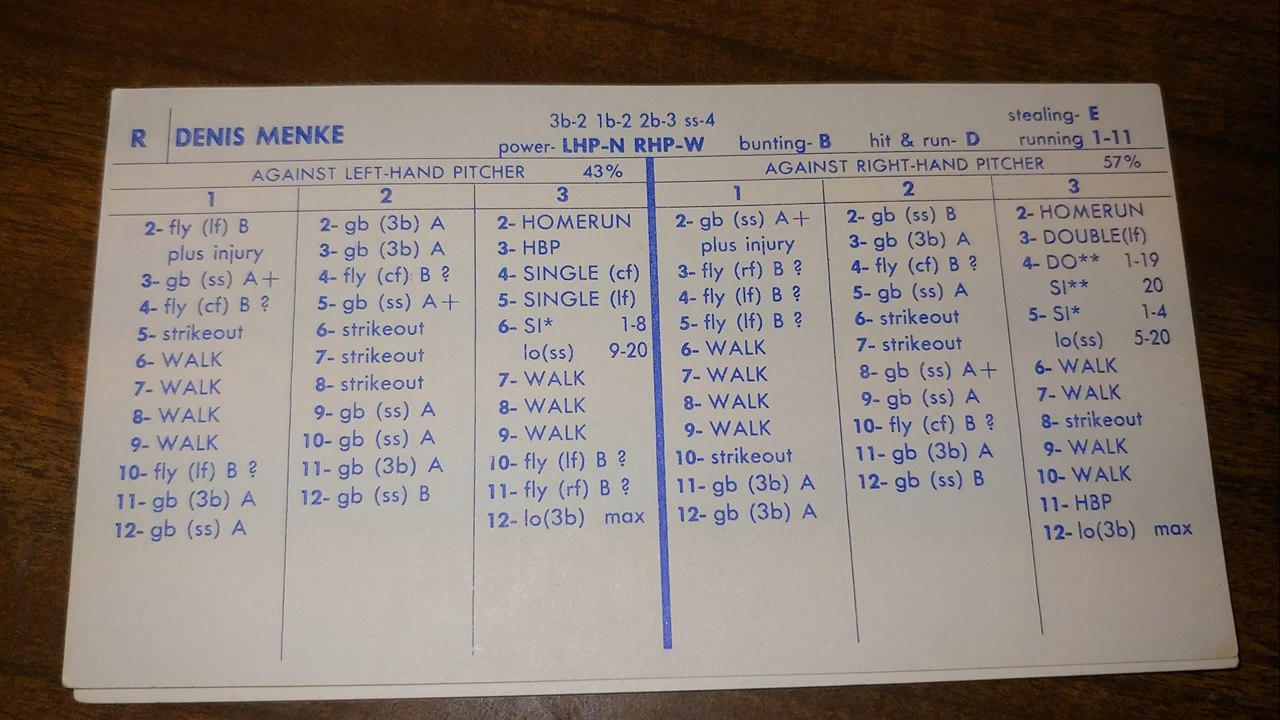 R DENIS MENKE
3b-2 1b-2 2b-3 ss-4
power- LHP-N RHP-W bunting- B hit & run- D
stealing- E
running 1-11
AGAINST LEFT-HAND PITCHER 43%
1
2- fly (lf) B
plus injury
3- gb (ss) A+
4- fly (cf) B ?
5- strikeout
6- WALK
7- WALK
8- WALK
9- WALK
10- fly (lf) B ?
11- gb (3b) A
12- gb (ss) A
2
2- gb (3b) A
3- gb (3b) A
4- fly (cf) B ?
5- gb (ss) A+
6- strikeout
7- strikeout
8- strikeout
9- gb (ss) A
10- gb (ss) A
11- gb (3b) A
12- gb (ss) B
3
2- HOMERUN
3- HBP
4- SINGLE (cf)
5- SINGLE (lf)
6- SI* 1-8
lo(ss) 9-20
7- WALK
8- WALK
9- WALK
10- fly (lf) B ?
11- fly (rf) B ?
12- lo(3b) max
AGAINST RIGHT-HAND PITCHER 57%
1
2- gb (ss) A+
plus injury
3- fly (rf) B ?
4- fly (lf) B ?
5- fly (lf) B ?
6- WALK
7- WALK
8- WALK
9- WALK
10- strikeout
11- gb (3b) A
12- gb (3b) A
2
2- gb (ss) B
3- gb (3b) A
4- fly (cf) B ?
5- gb (ss) A
6- strikeout
7- strikeout
8- gb (ss) A+
9- gb (ss) A
10- fly (cf) B ?
11- gb (3b) A
12- gb (ss) B
3
2- HOMERUN
3- DOUBLE(lf)
4- DO** 1-19
SI** 20
5- SI* 1-4
lo(ss) 5-20
6- WALK
7- WALK
8- strikeout
9- WALK
10- WALK
11- HBP
12- lo(3b) max